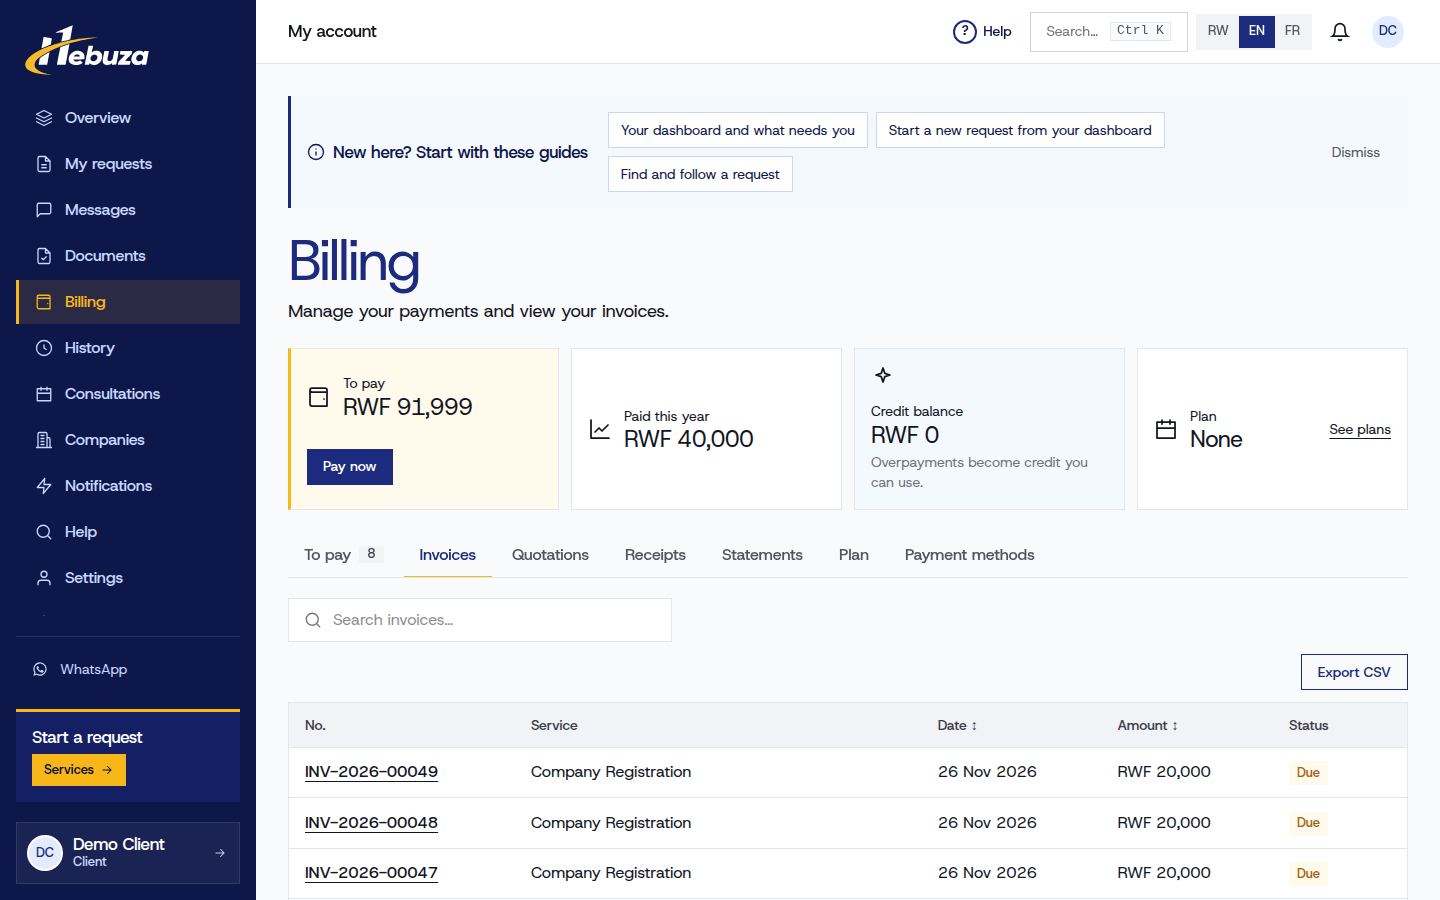 Hebuza
Overview
My requests
Messages
Documents
Billing
History
Consultations
Companies
Notifications
Help
Settings
WhatsApp
Start a request
Services →
DC
Demo Client
Client
→
My account
? Help
Search...
Ctrl K
RW
EN
FR
DC
New here? Start with these guides
Your dashboard and what needs you
Start a new request from your dashboard
Find and follow a request
Dismiss
Billing
Manage your payments and view your invoices.
To pay
RWF 91,999
Pay now
Paid this year
RWF 40,000
Credit balance
RWF 0
Overpayments become credit you
can use.
Plan
None
See plans
To pay 8
Invoices
Quotations
Receipts
Statements
Plan
Payment methods
Search invoices...
Export CSV
No. Service Date ↕ Amount ↕ Status
INV-2026-00049 Company Registration 26 Nov 2026 RWF 20,000 Due
INV-2026-00048 Company Registration 26 Nov 2026 RWF 20,000 Due
INV-2026-00047 Company Registration 26 Nov 2026 RWF 20,000 Due